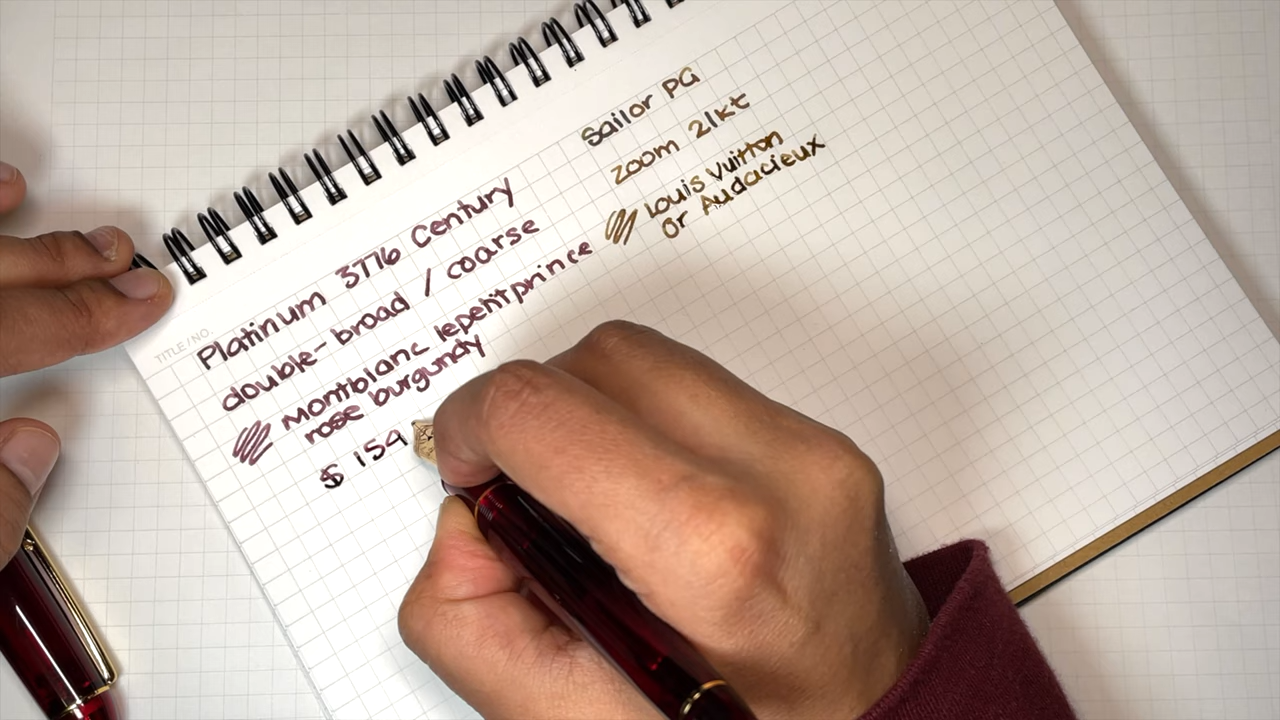 TITLE/NO.
Platinum 3776 Century
double-broad / coarse
Montblanc lepetitprince
rose burgundy
$ 159
Sailor PG
Zoom 21kt
Louis Vuitton
Or Audacieux